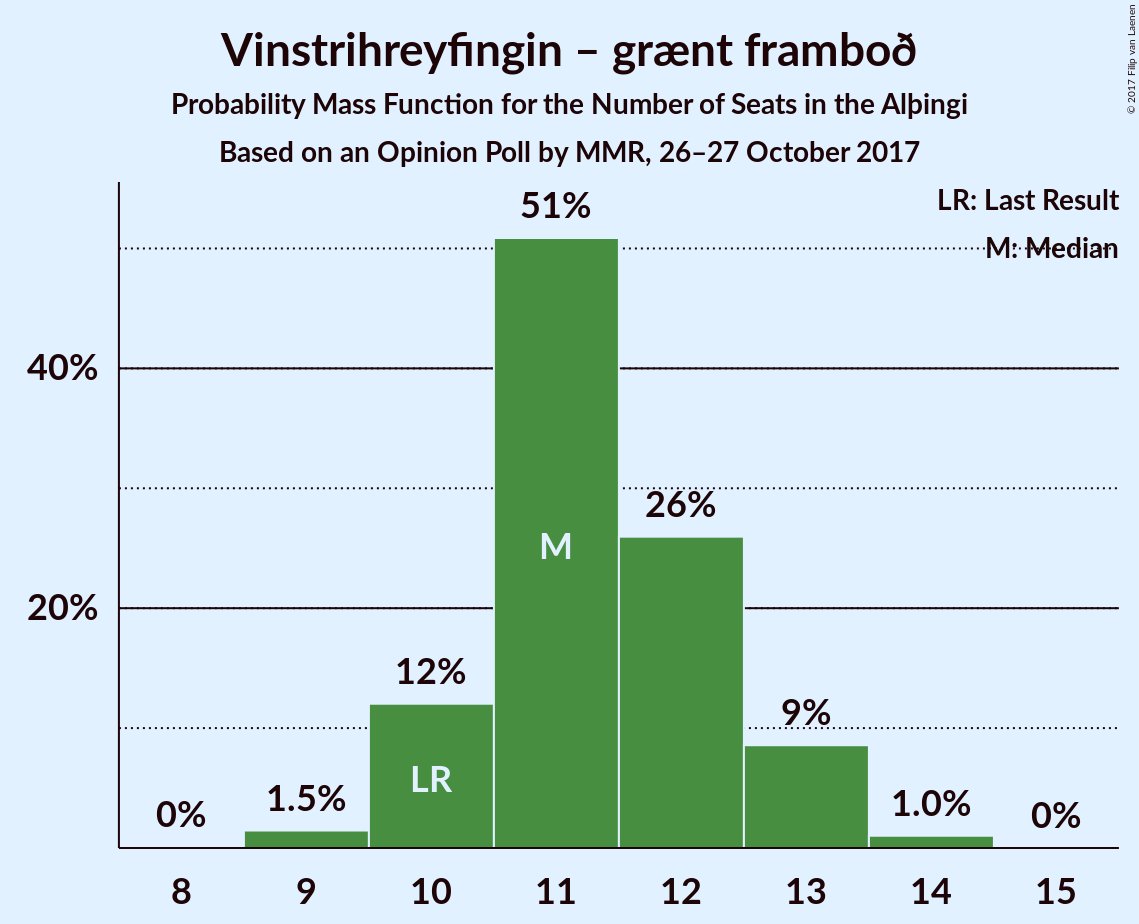 Vinstrihreyfingin – grænt framboð
Probability Mass Function for the Number of Seats in the Alþingi
Based on an Opinion Poll by MMR, 26–27 October 2017
© 2017 Filip van Laenen
LR: Last Result
M: Median
51%
40%
26%
M
20%
12%
9%
LR
1.5%
1.0%
0%
0%
8 9 10 11 12 13 14 15